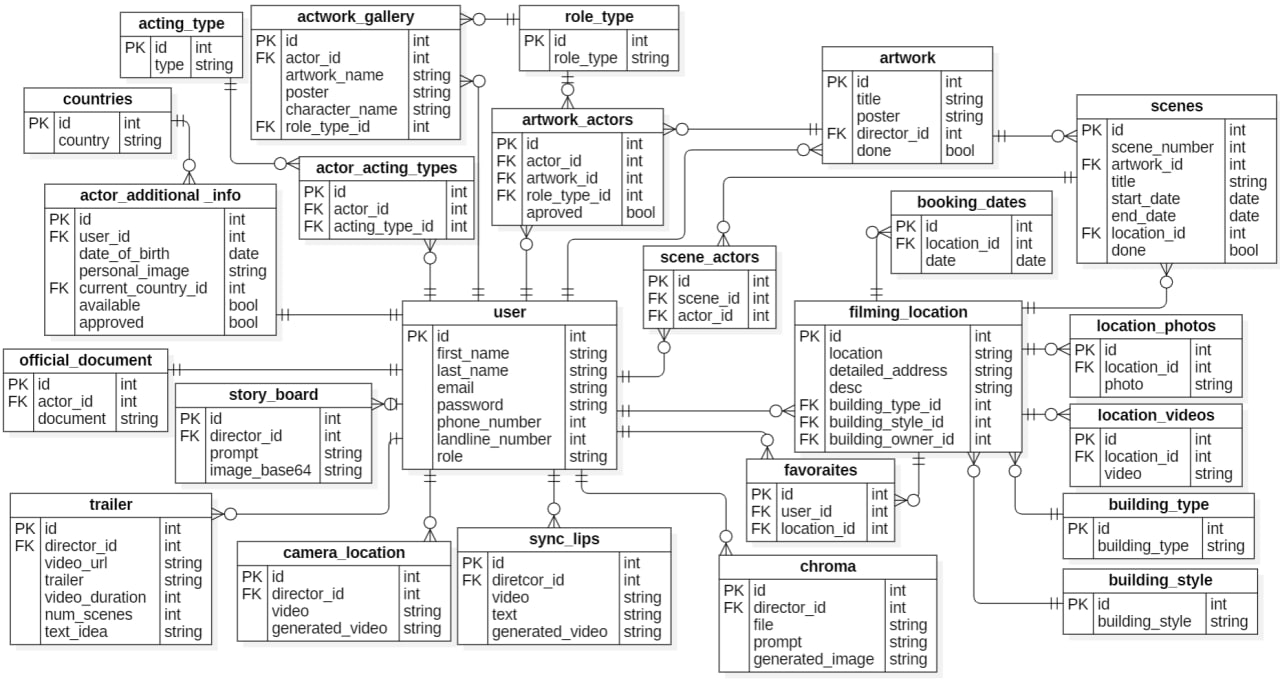 acting_type
PK id int
type string
actwork_gallery
PK id int
FK actor_id int
artwork_name string
poster string
character_name string
FK role_type_id int
role_type
PK id int
role_type string
artwork
PK id int
title string
poster string
FK director_id int
done bool
countries
PK id int
country string
artwork_actors
PK id int
FK actor_id int
FK artwork_id int
FK role_type_id int
aproved bool
scenes
PK id int
scene_number int
FK artwork_id int
title string
start_date date
end_date date
FK location_id int
done bool
actor_acting_types
PK id int
FK actor_id int
FK acting_type_id int
actor_additional _info
PK id int
FK user_id int
date_of_birth date
personal_image string
FK current_country_id int
available bool
approved bool
booking_dates
PK id int
FK location_id int
date date
scene_actors
PK id int
FK scene_id int
FK actor_id int
user
PK id int
first_name string
last_name string
email string
password string
phone_number int
landline_number int
role string
filming_location
PK id int
location string
detailed_address string
desc string
FK building_type_id int
FK building_style_id int
FK building_owner_id int
location_photos
PK id int
FK location_id int
photo string
official_document
PK id int
FK actor_id int
document string
story_board
PK id int
FK director_id int
prompt string
image_base64 string
location_videos
PK id int
FK location_id int
video string
favoraites
PK id int
FK user_id int
FK location_id int
trailer
PK id int
FK director_id int
video_url string
trailer string
video_duration int
num_scenes int
text_idea string
building_type
PK id int
building_type string
camera_location
PK id int
FK director_id int
video string
generated_video string
sync_lips
PK id int
FK diretcor_id int
video string
text string
generated_video string
chroma
PK id int
FK director_id int
file string
prompt string
generated_image string
building_style
PK id int
building_style string